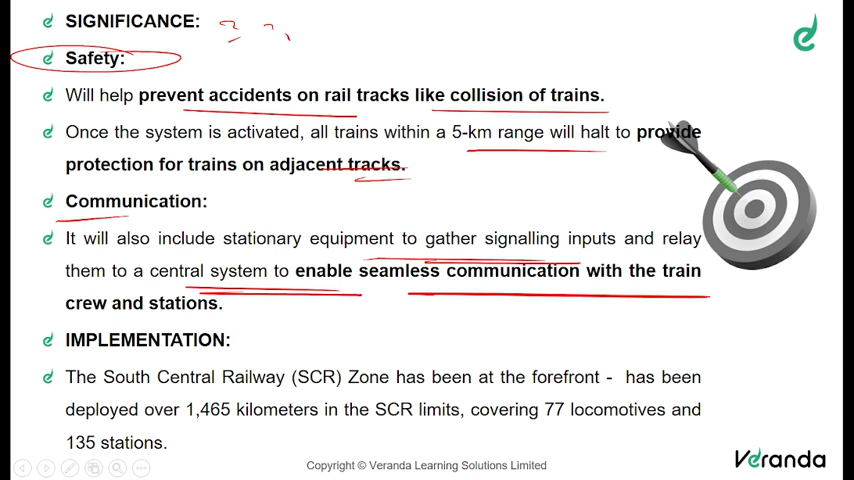 SIGNIFICANCE:
Safety:
Will help prevent accidents on rail tracks like collision of trains.
Once the system is activated, all trains within a 5-km range will halt to provide
protection for trains on adjacent tracks.
Communication:
It will also include stationary equipment to gather signalling inputs and relay
them to a central system to enable seamless communication with the train
crew and stations.
IMPLEMENTATION:
The South Central Railway (SCR) Zone has been at the forefront - has been
deployed over 1,465 kilometers in the SCR limits, covering 77 locomotives and
135 stations.
Copyright © Veranda Learning Solutions Limited
Veranda